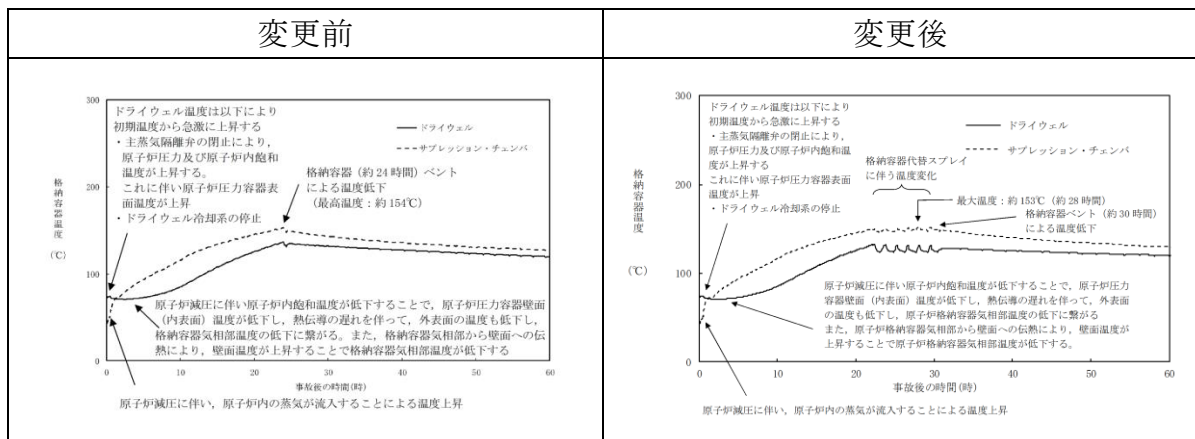 変更前
変更後
300
200
100
0
格納容器温度
(℃)
ドライウェル温度は以下により
初期温度から急激に上昇する
・主蒸気隔離弁の閉止により,
原子炉圧力及び原子炉内飽和
温度が上昇する。
これに伴い原子炉圧力容器表
面温度が上昇
・ドライウェル冷却系の停止
ドライウェル
サプレッション・チェンバ
格納容器(約24時間)ベント
による温度低下
(最高温度:約154℃)
原子炉減圧に伴い原子炉内飽和温度が低下することで,原子炉圧力容器壁面
(内表面)温度が低下し,熱伝導の遅れを伴って,外表面の温度も低下し,
格納容器気相部温度の低下に繋がる。また,格納容器気相部から壁面への伝
熱により,壁面温度が上昇することで格納容器気相部温度が低下する
0 10 20 30 40 50 60
事故後の時間(時)
原子炉減圧に伴い,原子炉内の蒸気が流入することによる温度上昇
300
200
100
0
格納容器温度
(℃)
ドライウェル温度は以下により
初期温度から急激に上昇する
・主蒸気隔離弁の閉止により,
原子炉圧力及び原子炉内飽和温
度が上昇する
これに伴い原子炉圧力容器表面
温度が上昇
・ドライウェル冷却系の停止
ドライウェル
サプレッション・チェンバ
格納容器代替スプレイ
に伴う温度変化
最大温度:約153℃(約28時間)
格納容器ベント(約30時間)
による温度低下
原子炉減圧に伴い原子炉内飽和温度が低下することで,原子炉圧力
容器壁面(内表面)温度が低下し,熱伝導の遅れを伴って,外表面
の温度も低下し,原子炉格納容器気相部温度の低下に繋がる
また,原子炉格納容器気相部から壁面への伝熱により,壁面温度が
上昇することで原子炉格納容器気相部温度が低下する。
0 10 20 30 40 50 60
事故後の時間(時)
原子炉減圧に伴い,原子炉内の蒸気が流入することによる温度上昇